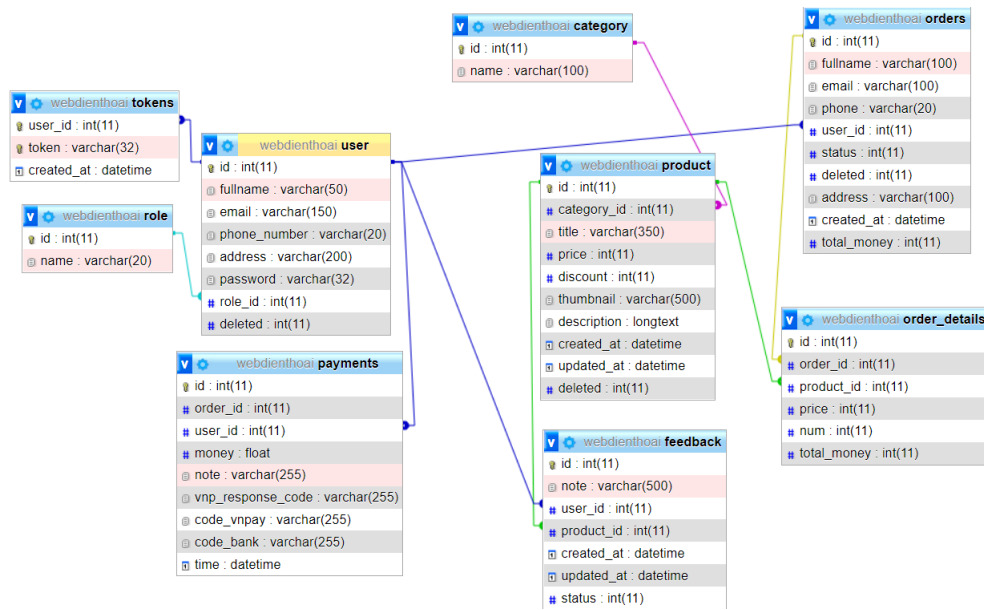 webdienthoai category
id : int(11)
name : varchar(100)
webdienthoai orders
id : int(11)
fullname : varchar(100)
email : varchar(100)
phone : varchar(20)
user_id : int(11)
status : int(11)
deleted : int(11)
address : varchar(100)
created_at : datetime
total_money : int(11)
webdienthoai tokens
user_id : int(11)
token : varchar(32)
created_at : datetime
webdienthoai user
id : int(11)
fullname : varchar(50)
email : varchar(150)
phone_number : varchar(20)
address : varchar(200)
password : varchar(32)
role_id : int(11)
deleted : int(11)
webdienthoai product
id : int(11)
category_id : int(11)
title : varchar(350)
price : int(11)
discount : int(11)
thumbnail : varchar(500)
description : longtext
created_at : datetime
updated_at : datetime
deleted : int(11)
webdienthoai role
id : int(11)
name : varchar(20)
webdienthoai order_details
id : int(11)
order_id : int(11)
product_id : int(11)
price : int(11)
num : int(11)
total_money : int(11)
webdienthoai payments
id : int(11)
order_id : int(11)
user_id : int(11)
money : float
note : varchar(255)
vnp_response_code : varchar(255)
code_vnpay : varchar(255)
code_bank : varchar(255)
time : datetime
webdienthoai feedback
id : int(11)
note : varchar(500)
user_id : int(11)
product_id : int(11)
created_at : datetime
updated_at : datetime
status : int(11)